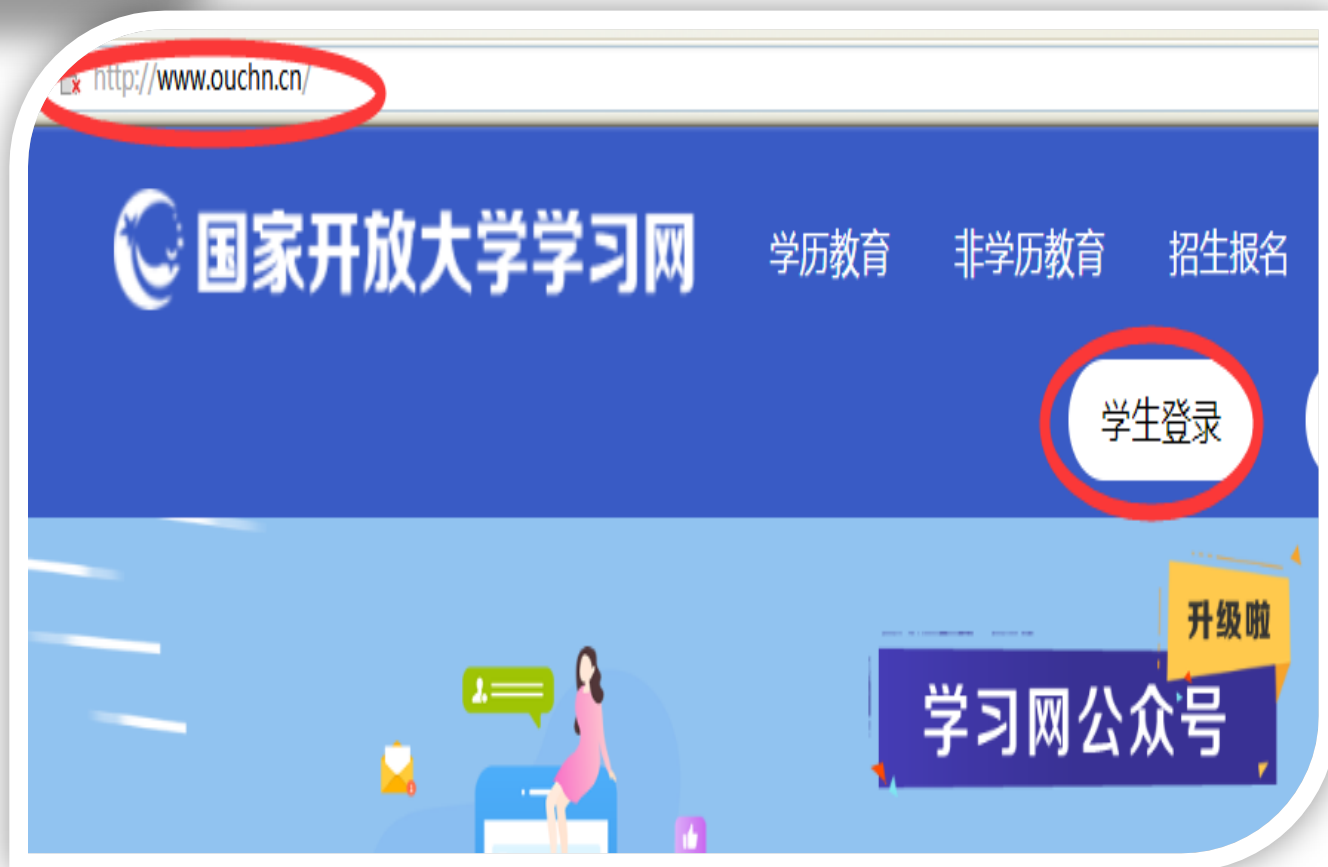 http://www.ouchn.cn/
国家开放大学学习网 学历教育 非学历教育 招生报名
学生登录
升级啦
学习网公众号